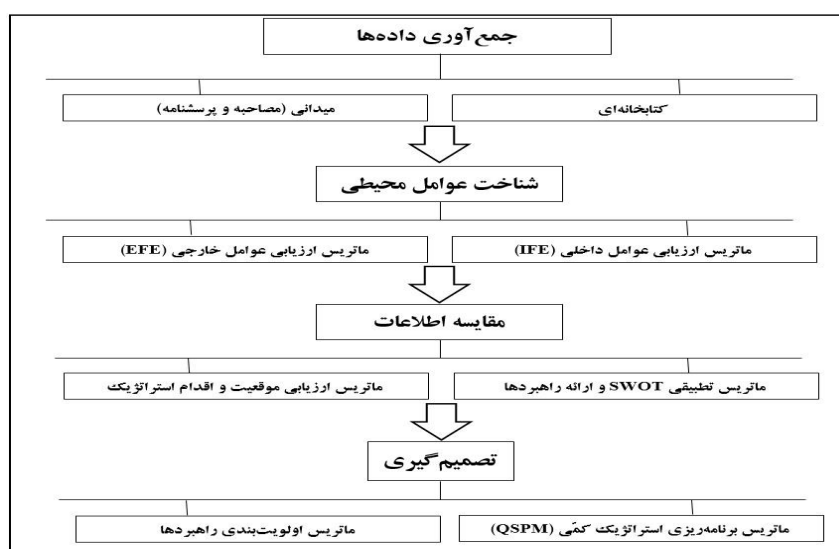 جمع‌آوری داده‌ها
کتابخانه‌ای
میدانی (مصاحبه و پرسشنامه)
شناخت عوامل محیطی
ماتریس ارزیابی عوامل داخلی (IFE)
ماتریس ارزیابی عوامل خارجی (EFE)
مقایسه اطلاعات
ماتریس تطبیقی SWOT و ارائه راهبردها
ماتریس ارزیابی موقعیت و اقدام استراتژیک
تصمیم‌گیری
ماتریس برنامه‌ریزی استراتژیک کمّی (QSPM)
ماتریس اولویت‌بندی راهبردها